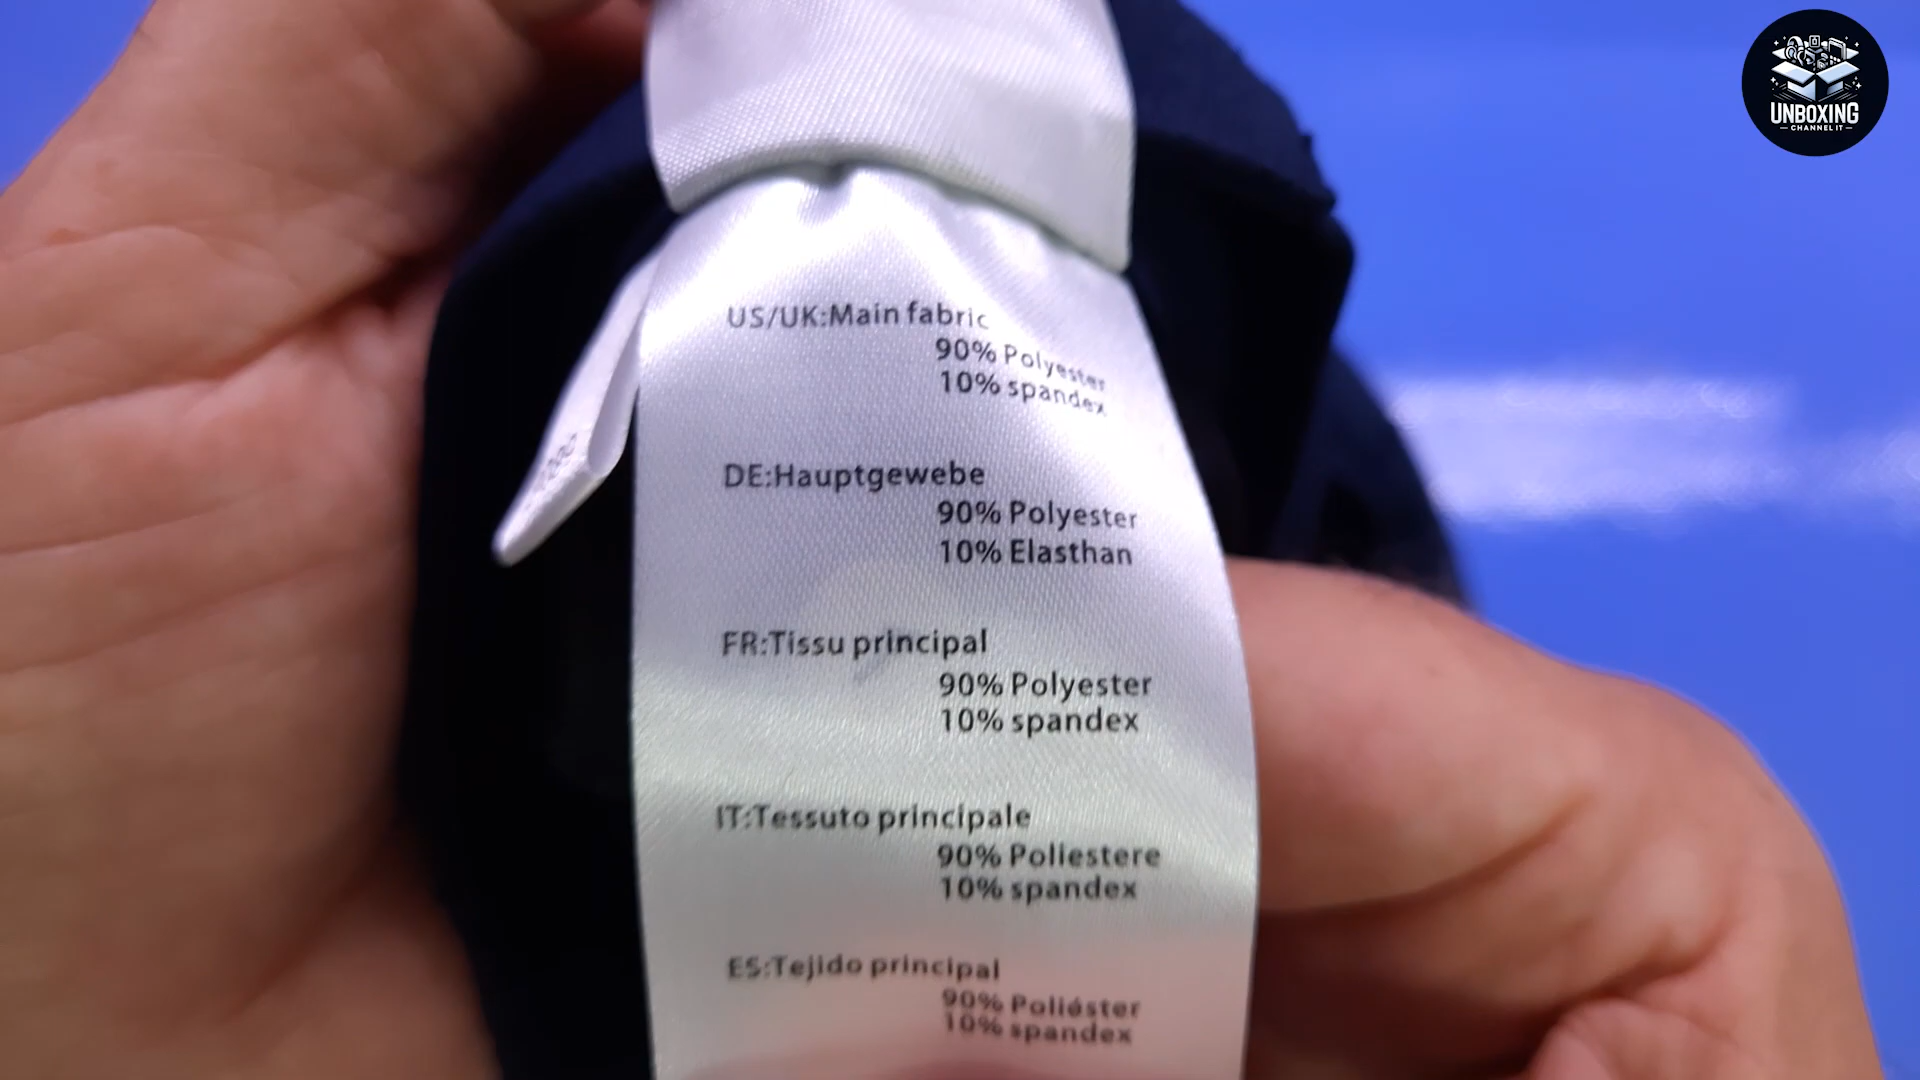 UNBOXING
CHANNEL IT
US/UK:Main fabric
90% Polyester
10% spandex
DE:Hauptgewebe
90% Polyester
10% Elasthan
FR:Tissu principal
90% Polyester
10% spandex
IT:Tessuto principale
90% Poliestere
10% spandex
ES:Tejido principal
90% Poliéster
10% spandex